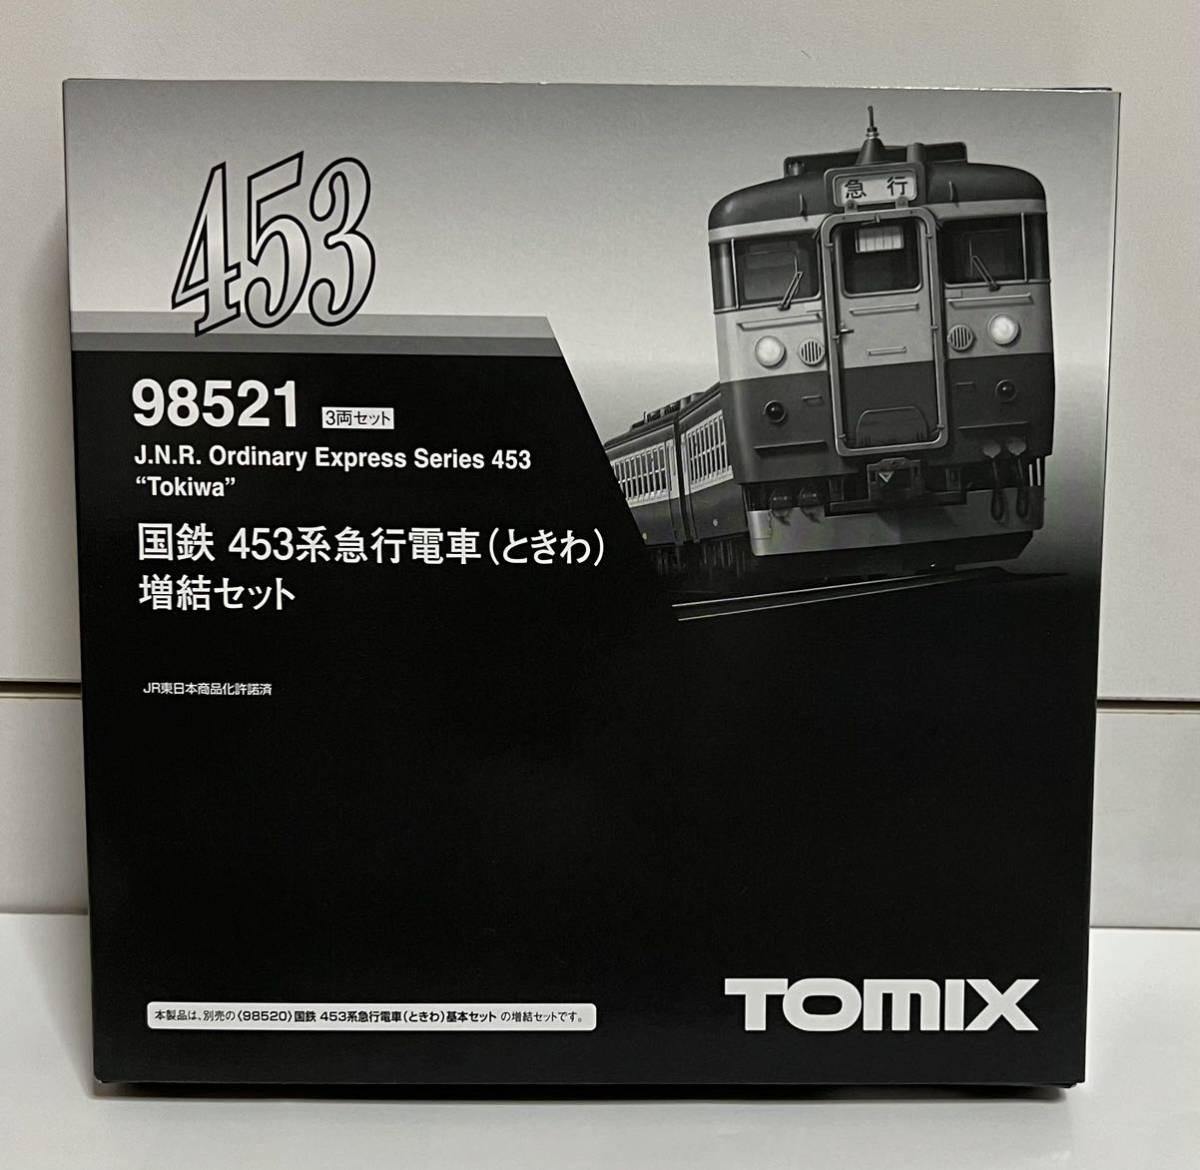 453
急行
98521 3両セット
J.N.R. Ordinary Express Series 453
“Tokiwa”
国鉄 453系急行電車(ときわ)
増結セット
JR東日本商品化許諾済
本製品は、別売の〈98520〉国鉄 453系急行電車(ときわ)基本セット の増結セットです。
TOMIX